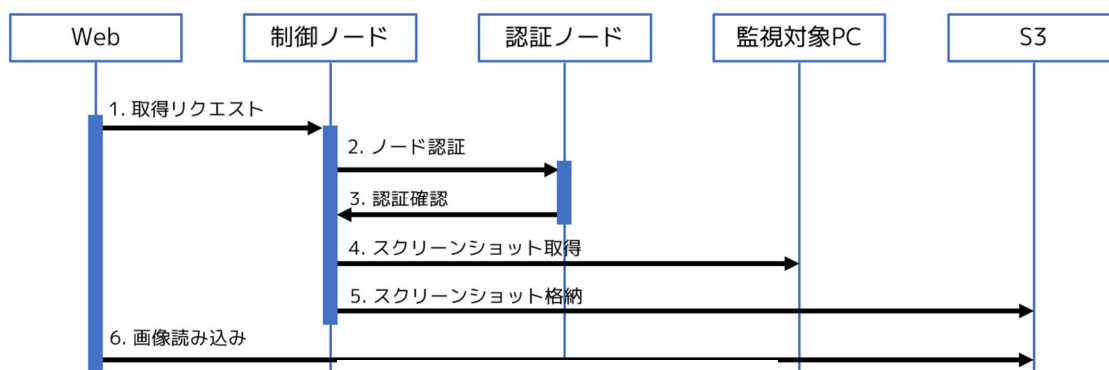 Web
制御ノード
認証ノード
監視対象PC
S3
1. 取得リクエスト
2. ノード認証
3. 認証確認
4. スクリーンショット取得
5. スクリーンショット格納
6. 画像読み込み